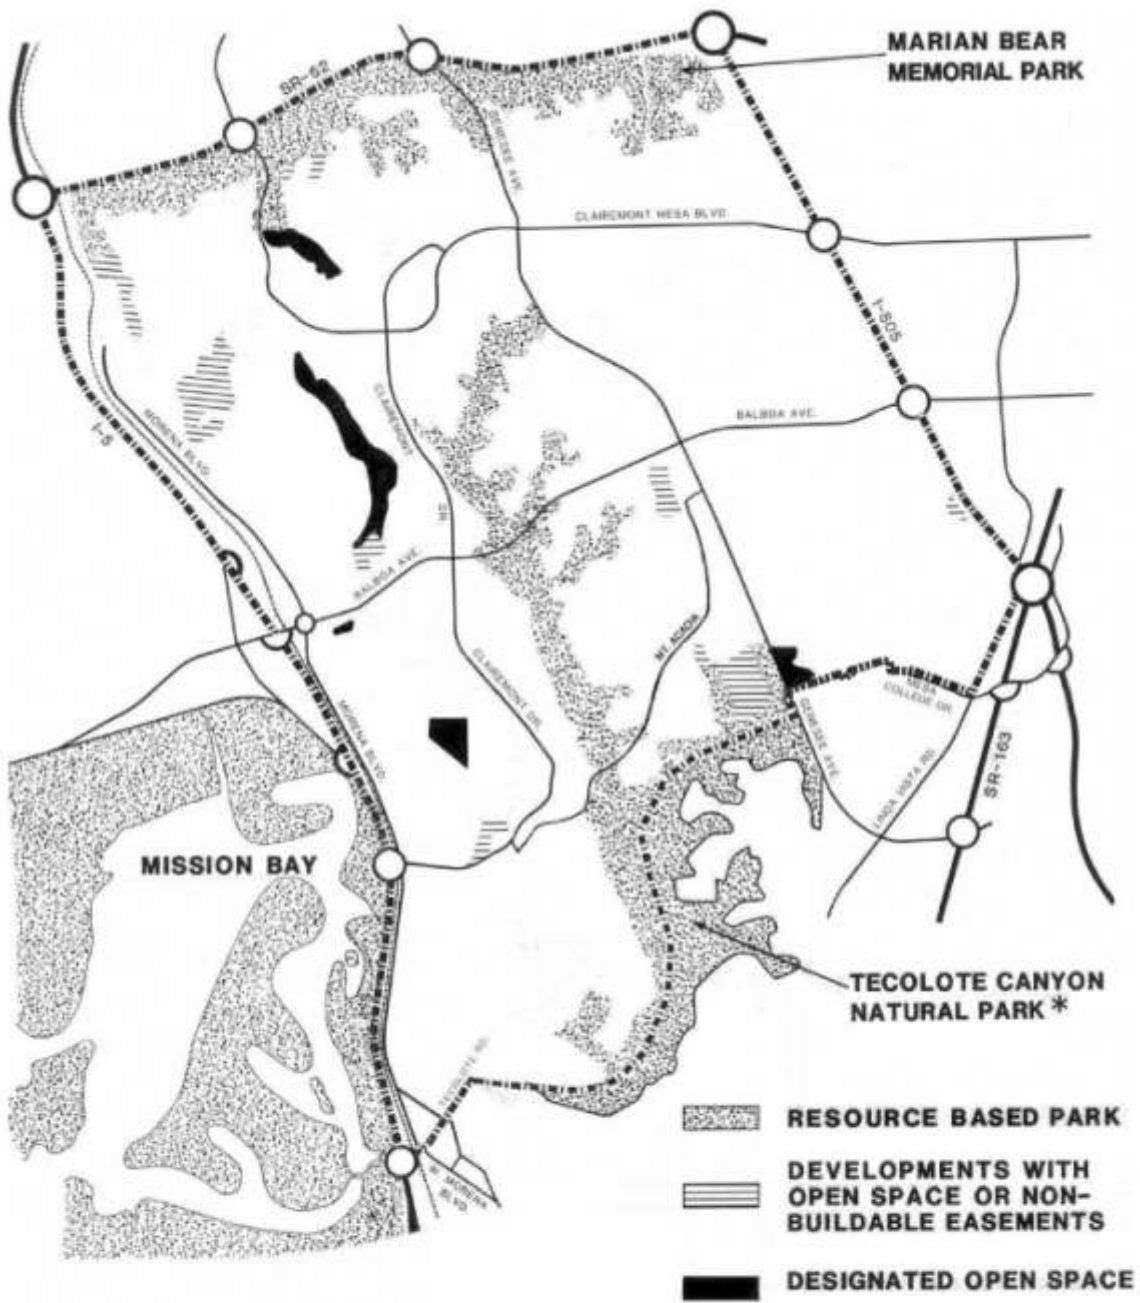 MARIAN BEAR
MEMORIAL PARK
SR-52
GENESEE AVE.
CLAIREMONT MESA BLVD.
I-805
CLAIREMONT
DR.
BALBOA AVE.
MORENA BLVD.
I-5
BALBOA AVE.
MT. ACADIA
CLAIREMONT DR.
COLLEGE DR.
MORENA BLVD.
GENESEE AVE.
LINDA VISTA RD.
SR-163
MISSION BAY
TECOLOTE CANYON
NATURAL PARK *
TECOLOTE RD.
MORENA
BLVD.
RESOURCE BASED PARK
DEVELOPMENTS WITH
OPEN SPACE OR NON-
BUILDABLE EASEMENTS
DESIGNATED OPEN SPACE